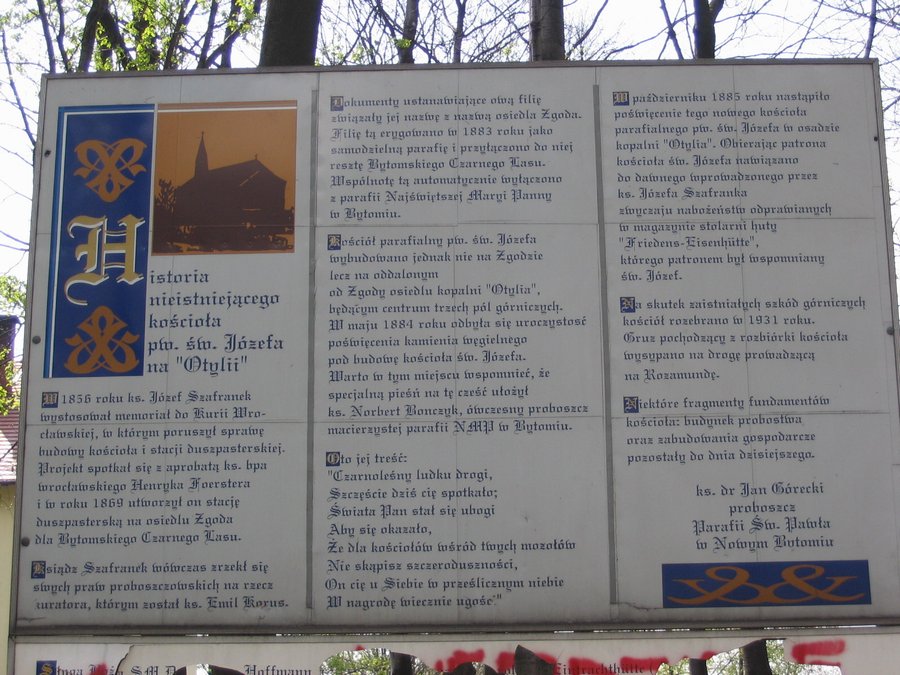 Historia
nieistniejącego
kościoła
pw. św. Józefa
na "Otylii"
W 1856 roku ks. Józef Szafranek
wystosował memoriał do Kurii Wro-
cławskiej, w którym poruszył sprawę
budowy kościoła i stacji duszpasterskiej.
Projekt spotkał się z aprobatą ks. bpa
wrocławskiego Henryka Foerstera
i w roku 1869 utworzył on stację
duszpasterską na osiedlu Zgoda
dla Bytomskiego Czarnego Lasu.
Ksiądz Szafranek wówczas zrzekł się
swych praw proboszczowskich na rzecz
kuratora, którym został ks. Emil Korus.
Dokumenty ustanawiające ową filię
związały jej nazwę z nazwą osiedla Zgoda.
Filię tą erygowano w 1883 roku jako
samodzielną parafię i przyłączono do niej
resztę Bytomskiego Czarnego Lasu.
Wspólnotę tą automatycznie wyłączono
z parafii Najświętszej Maryi Panny
w Bytomiu.
Kościół parafialny pw. św. Józefa
wybudowano jednak nie na Zgodzie
lecz na oddalonym
od Zgody osiedlu kopalni "Otylia",
będącym centrum trzech pól górniczych.
W maju 1884 roku odbyła się uroczystość
poświęcenia kamienia węgielnego
pod budowę kościoła św. Józefa.
Warto w tym miejscu wspomnieć, że
specjalną pieśń na tę cześć ułożył
ks. Norbert Bonczyk, ówczesny proboszcz
macierzystej parafii NMP w Bytomiu.
Oto jej treść:
"Czarnoleśny ludku drogi,
Szczęście dziś cię spotkało;
Świata Pan stał się ubogi
Aby się okazało,
Że dla kościołów wśród twych mozołów
Nie skąpisz szczeroduszności,
On cię u Siebie w prześlicznym niebie
W nagrodę wiecznie ugość."
W październiku 1885 roku nastąpiło
poświęcenie tego nowego kościoła
parafialnego pw. św. Józefa w osadzie
kopalni "Otylia". Obierając patrona
kościoła św. Józefa nawiązano
do dawnego wprowadzonego przez
ks. Józefa Szafranka
zwyczaju nabożeństw odprawianych
w magazynie stolarni huty
"Friedens-Eisenhütte",
którego patronem był wspomniany
św. Józef.
Na skutek zaistniałych szkód górniczych
kościół rozebrano w 1931 roku.
Gruz pochodzący z rozbiórki kościoła
wysypano na drogę prowadzącą
na Rozamundę.
Niektóre fragmenty fundamentów
kościoła: budynek probostwa
oraz zabudowania gospodarcze
pozostały do dnia dzisiejszego.
ks. dr Jan Górecki
proboszcz
Parafii Św. Pawła
w Nowym Bytomiu
Hoffmann